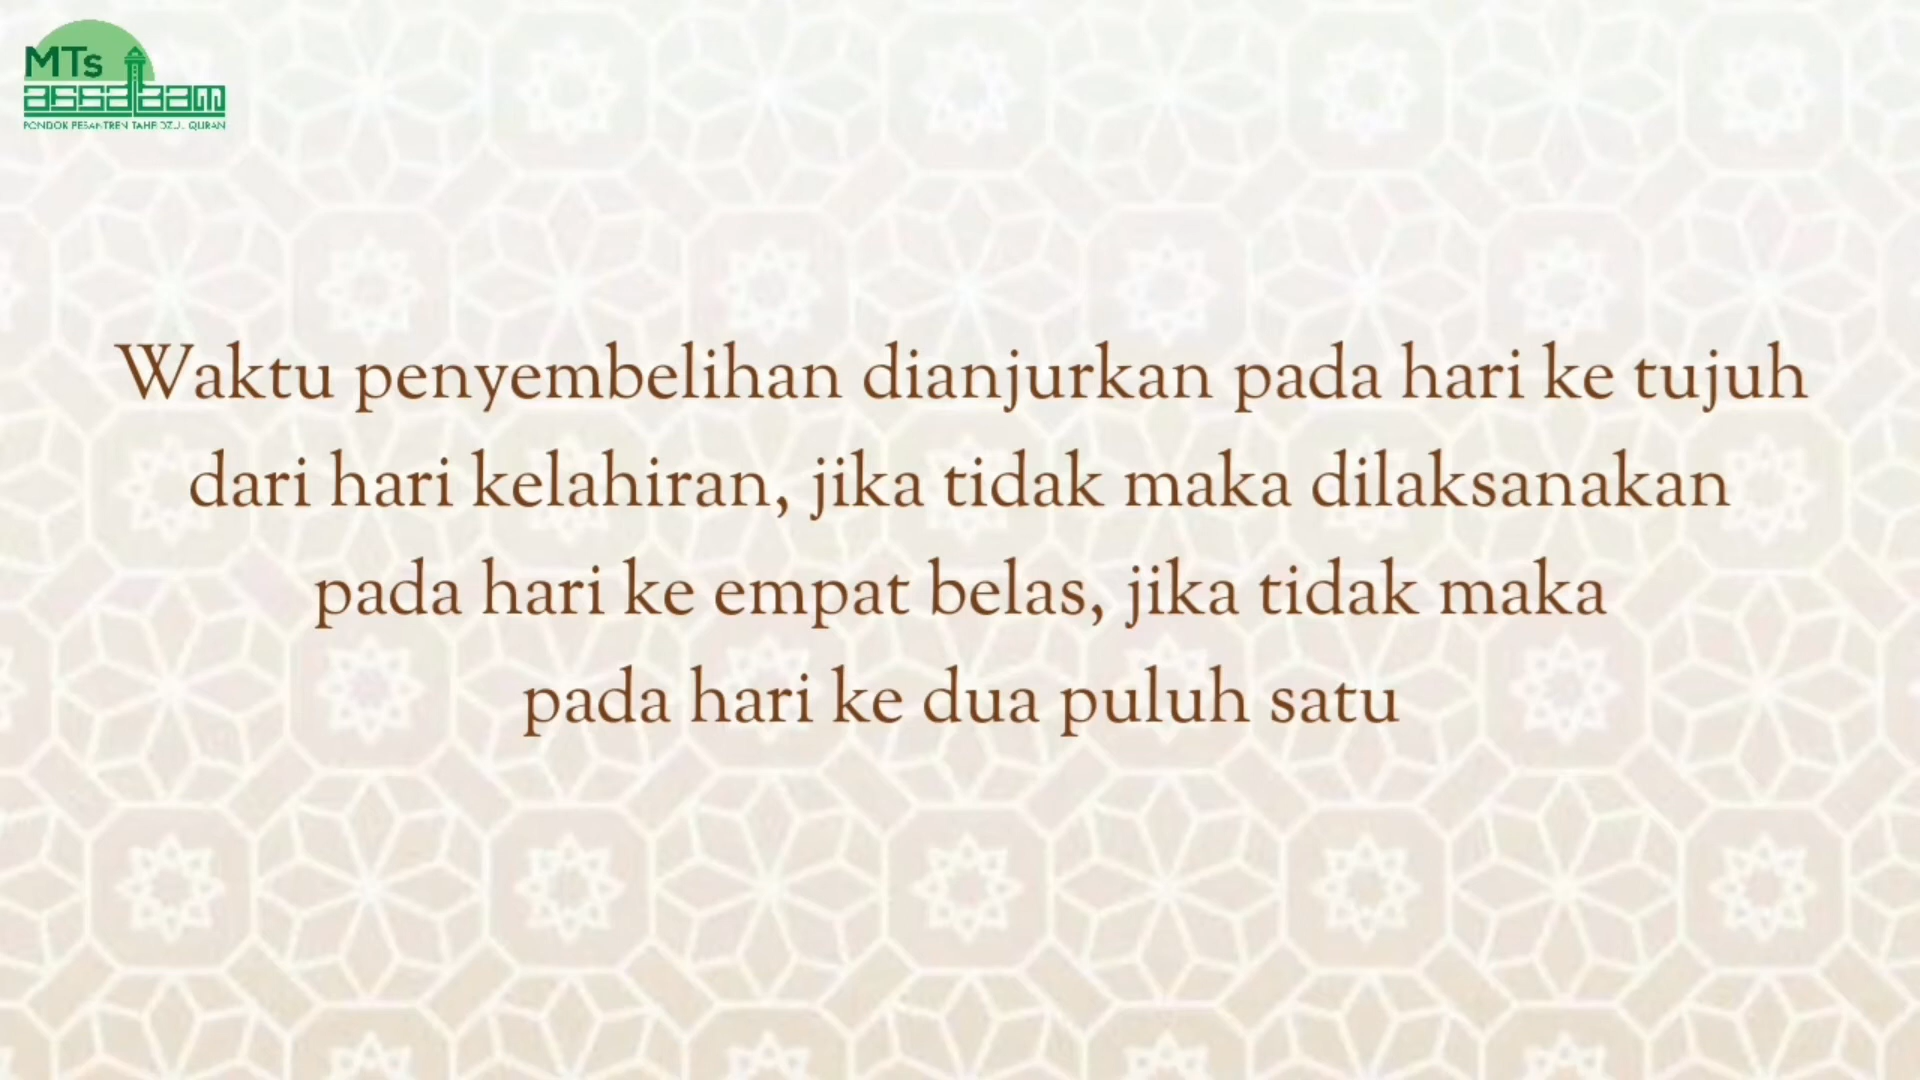 MTs
assalaam
PONDOK PESANTREN TAHFIDZUL QURAN
Waktu penyembelihan dianjurkan pada hari ke tujuh
dari hari kelahiran, jika tidak maka dilaksanakan
pada hari ke empat belas, jika tidak maka
pada hari ke dua puluh satu